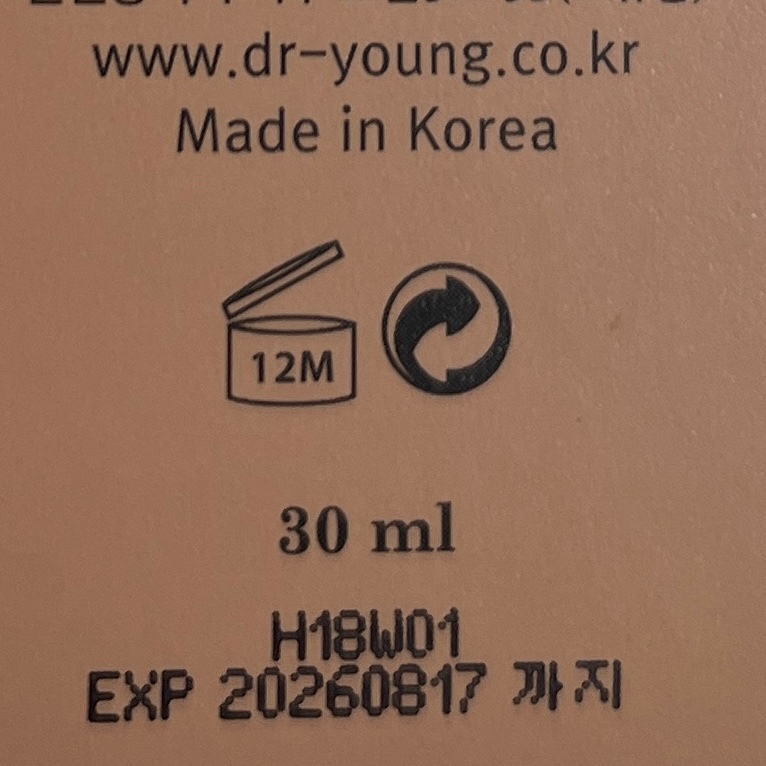 www.dr-young.co.kr
Made in Korea
12M
30 ml
H18W01
EXP 20260817 까지